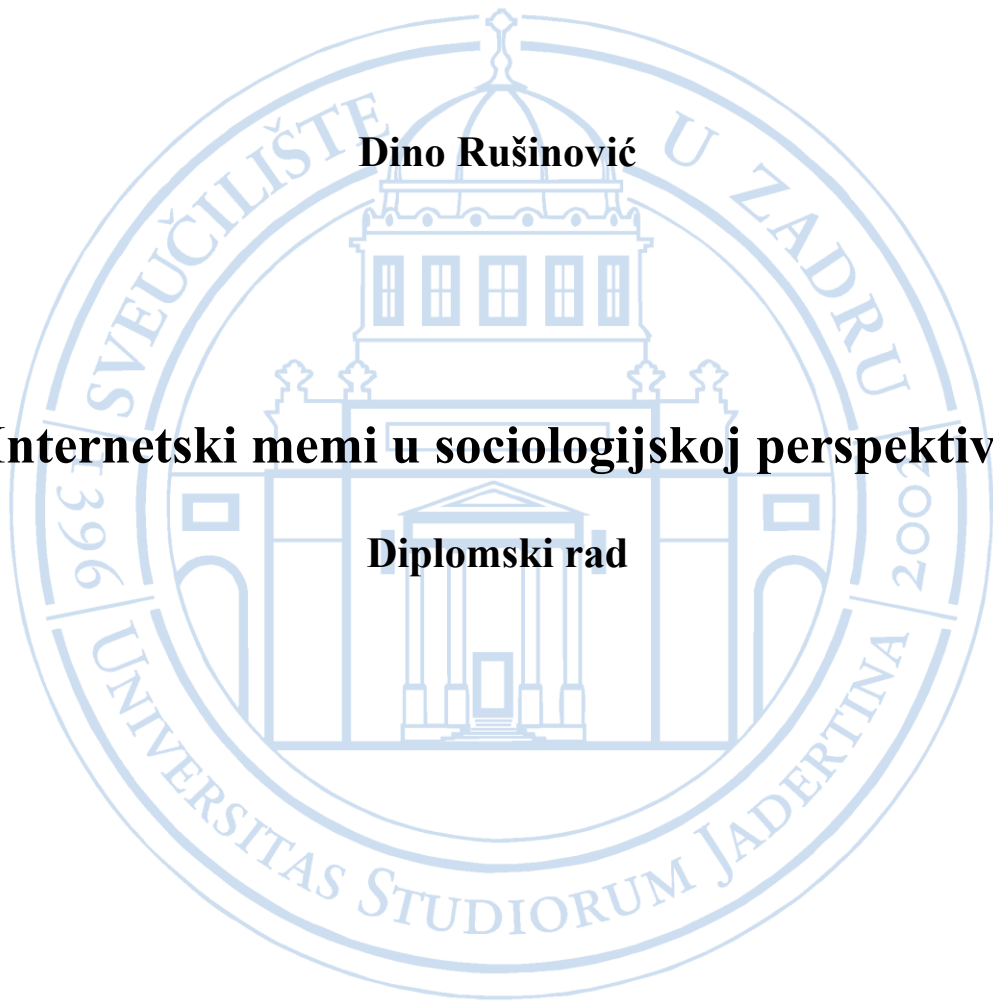 Dino Rušinović
Internetski memi u sociologijskoj perspektiv
Diplomski rad
SVEUČILIŠTE U ZADRU
1396
2002
UNIVERSITAS STUDIORUM JADERTINA